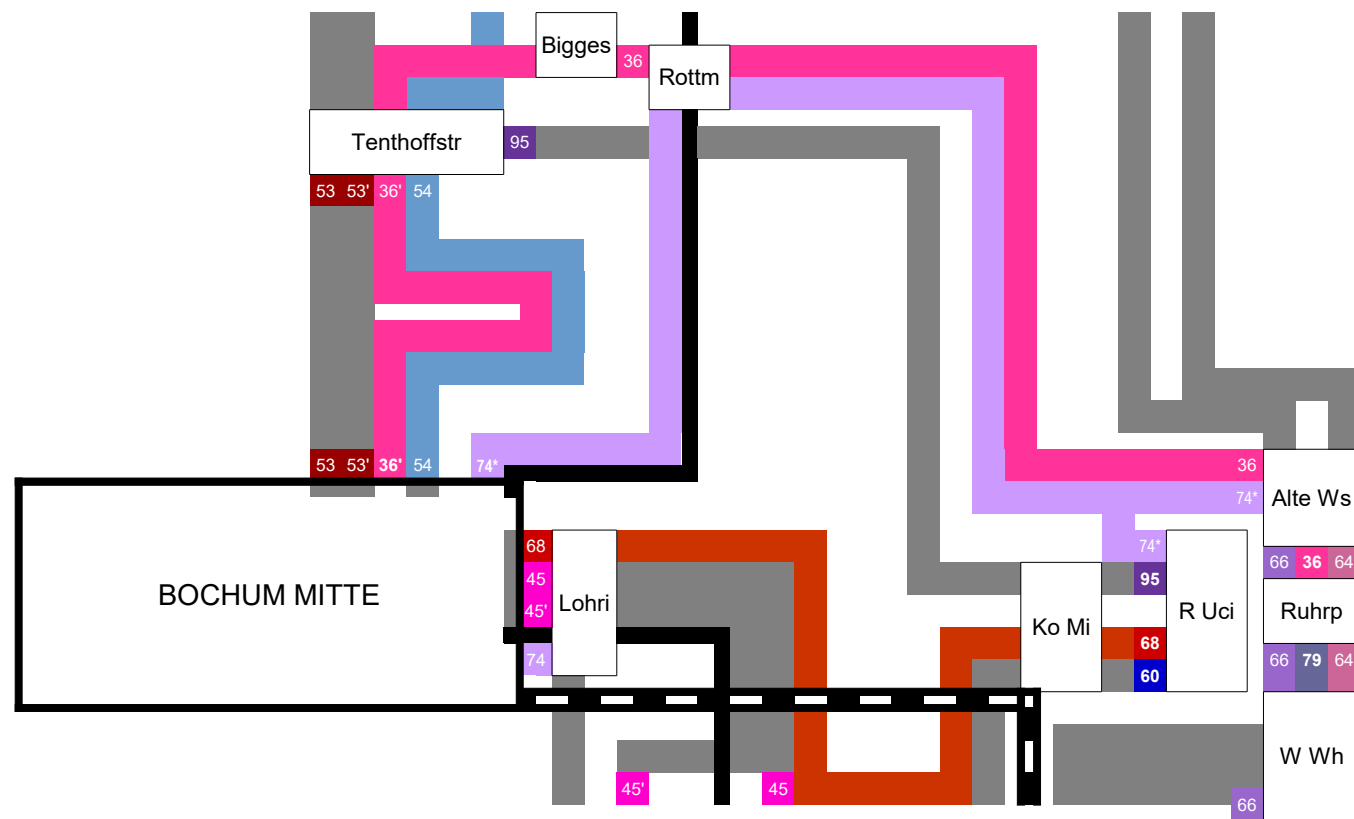 Bigges
36
Rottm
Tenthoffstr
95
53 53' 36' 54
53 53' 36' 54
74*
36
74*
Alte Ws
68
74*
66 36 64
45
95
45'
Lohri
BOCHUM MITTE
Ko Mi
R Uci
Ruhrp
68
74
60
66 79 64
W Wh
45'
45
66